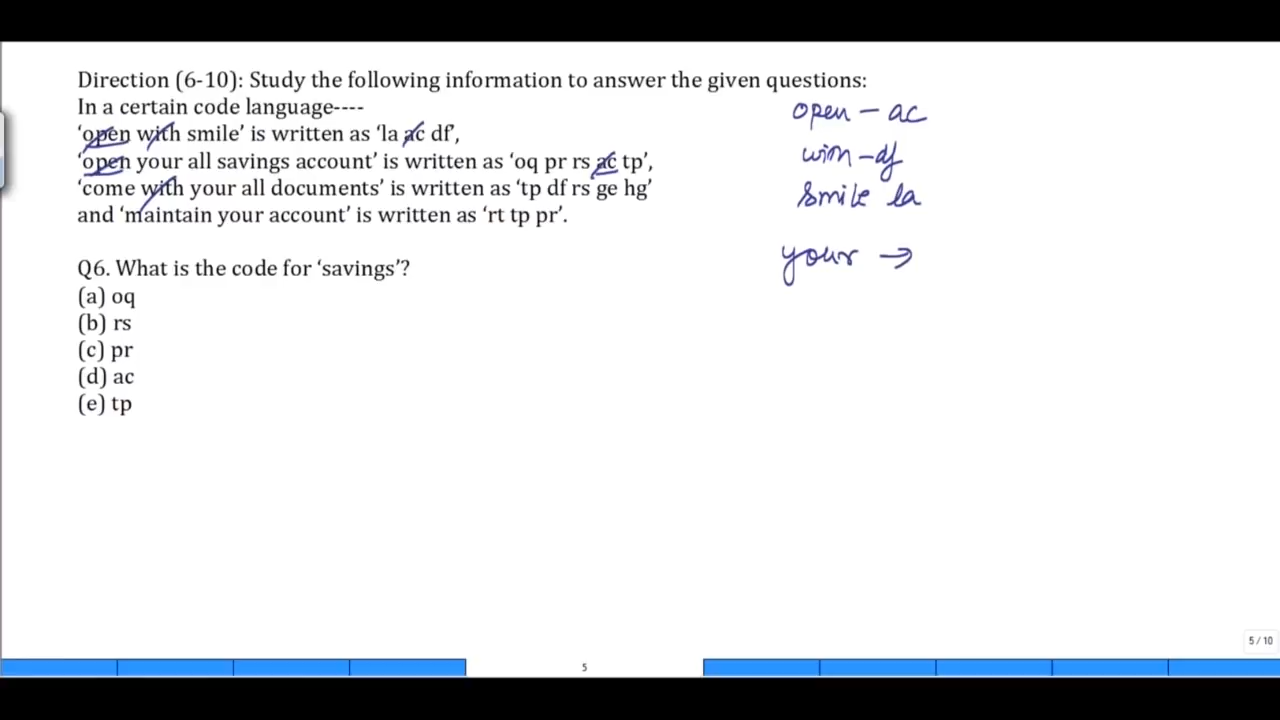 Direction (6-10): Study the following information to answer the given questions:
In a certain code language----
‘open with smile’ is written as ‘la ac df’,
‘open your all savings account’ is written as ‘oq pr rs ac tp’,
‘come with your all documents’ is written as ‘tp df rs ge hg’
and ‘maintain your account’ is written as ‘rt tp pr’.
Q6. What is the code for ‘savings’?
(a) oq
(b) rs
(c) pr
(d) ac
(e) tp
open - ac
with - df
smile la
your →
5 / 10
5